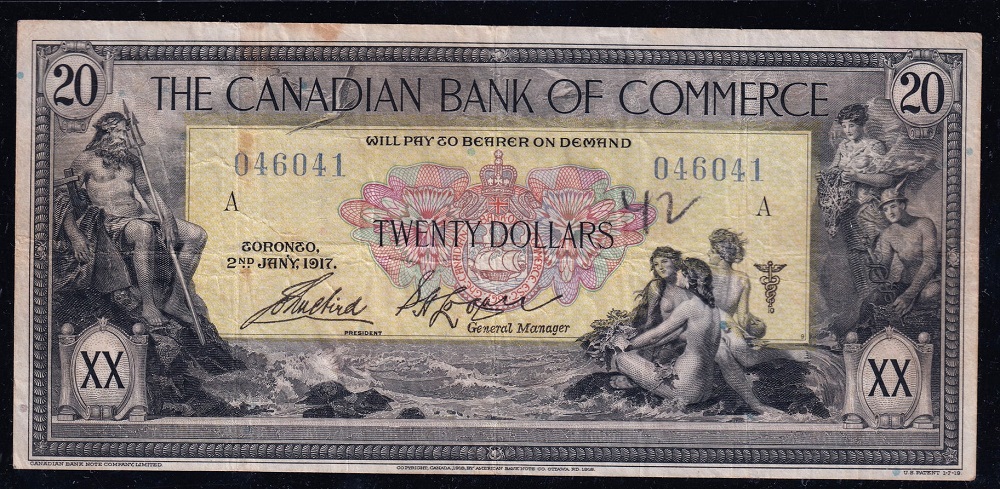 20 20
THE CANADIAN BANK OF COMMERCE
WILL PAY TO BEARER ON DEMAND
046041 046041
A A
42
TWENTY DOLLARS
TORONTO,
2ND JANY, 1917.
PRESIDENT
General Manager
XX XX
CANADIAN BANK NOTE COMPANY, LIMITED.